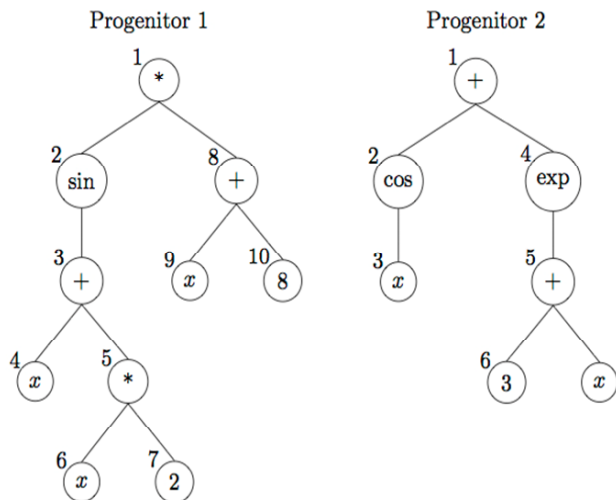 Progenitor 1 Progenitor 2
1 * 1 +
2 sin 8 + 2 cos 4 exp
3 + 9 x 10 8 3 x 5 +
4 x 5 * 6 3 x
6 x 7 2